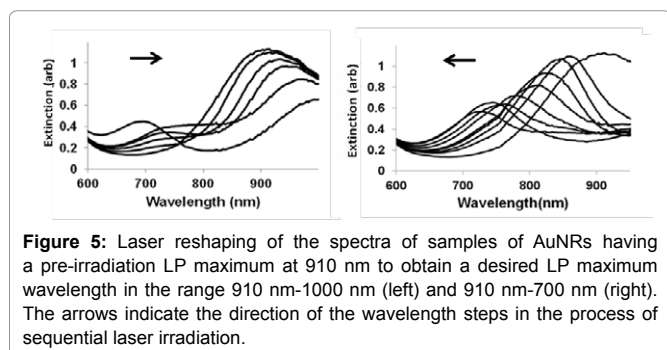 Extinction (arb)
1
0.8
0.6
0.4
0.2
0
600 700 800 900
Wavelength (nm)
Extinction (arb)
1
0.8
0.6
0.4
0.2
0
600 700 800 900
Wavelength(nm)
Figure 5: Laser reshaping of the spectra of samples of AuNRs having
a pre-irradiation LP maximum at 910 nm to obtain a desired LP maximum
wavelength in the range 910 nm-1000 nm (left) and 910 nm-700 nm (right).
The arrows indicate the direction of the wavelength steps in the process of
sequential laser irradiation.